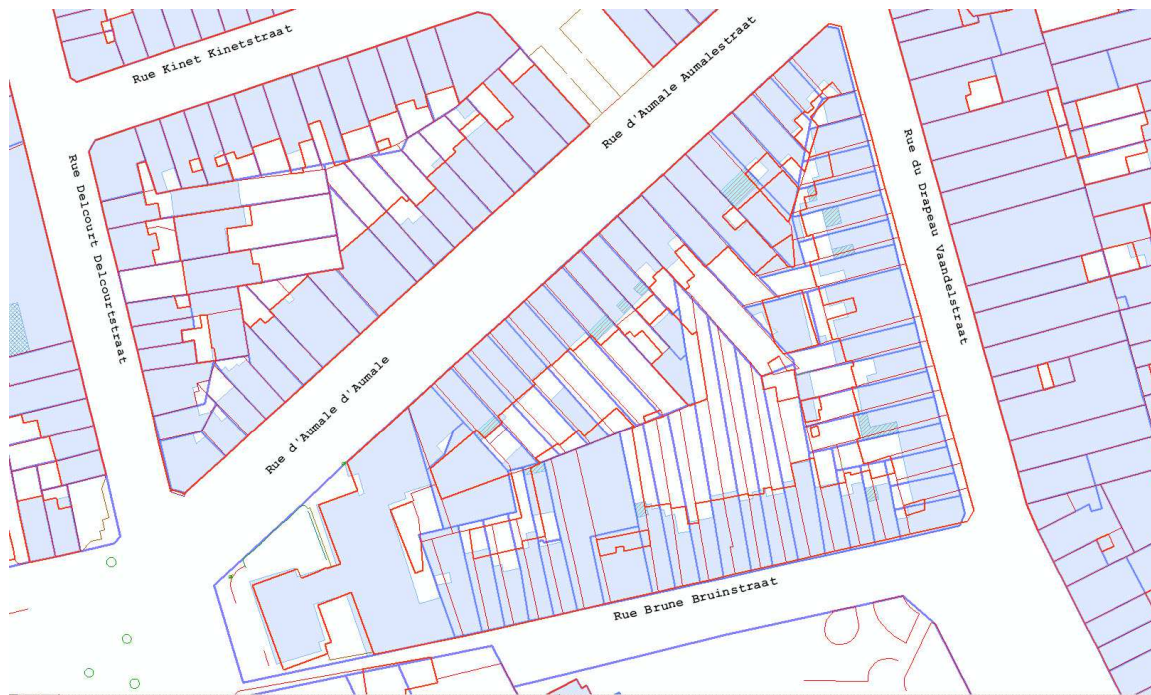 Rue Kinet Kinetstraat
Rue d'Aumale Aumalestraat
Rue Delcourt Delcourtstraat
Rue du Drapeau Vaandelstraat
Rue d'Aumale d'Aumale
Rue Brune Bruinstraat